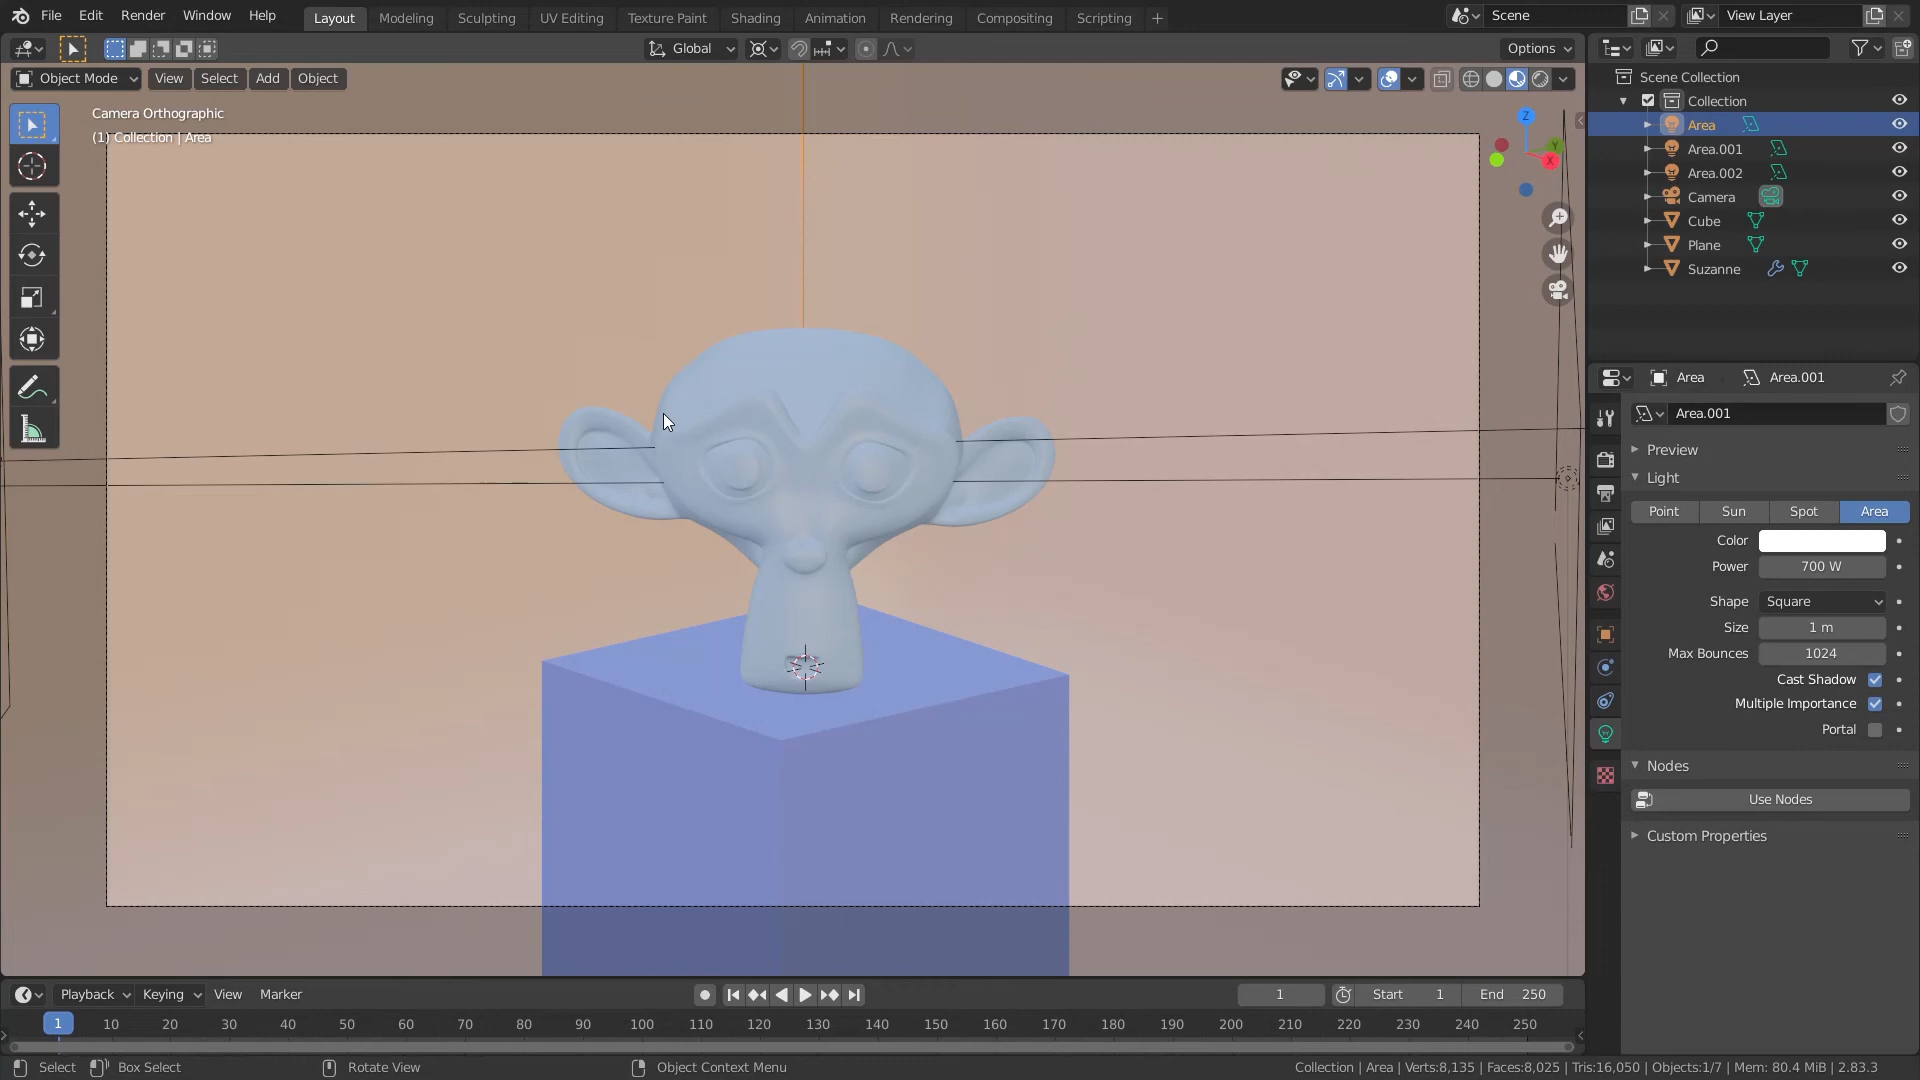 File Edit Render Window Help Layout Modeling Sculpting UV Editing Texture Paint Shading Animation Rendering Compositing Scripting + Scene View Layer
Global Options
Object Mode View Select Add Object
Camera Orthographic
(1) Collection | Area
Z
Y
X
Scene Collection
Collection
Area
Area.001
Area.002
Camera
Cube
Plane
Suzanne
Area Area.001
Area.001
Preview
Light
Point Sun Spot Area
Color
Power 700 W
Shape Square
Size 1 m
Max Bounces 1024
Cast Shadow
Multiple Importance
Portal
Nodes
Use Nodes
Custom Properties
Playback Keying View Marker 1 Start 1 End 250
1 10 20 30 40 50 60 70 80 90 100 110 120 130 140 150 160 170 180 190 200 210 220 230 240 250
Select Box Select Rotate View Object Context Menu Collection | Area | Verts:8,135 | Faces:8,025 | Tris:16,050 | Objects:1/7 | Mem: 80.4 MiB | 2.83.3